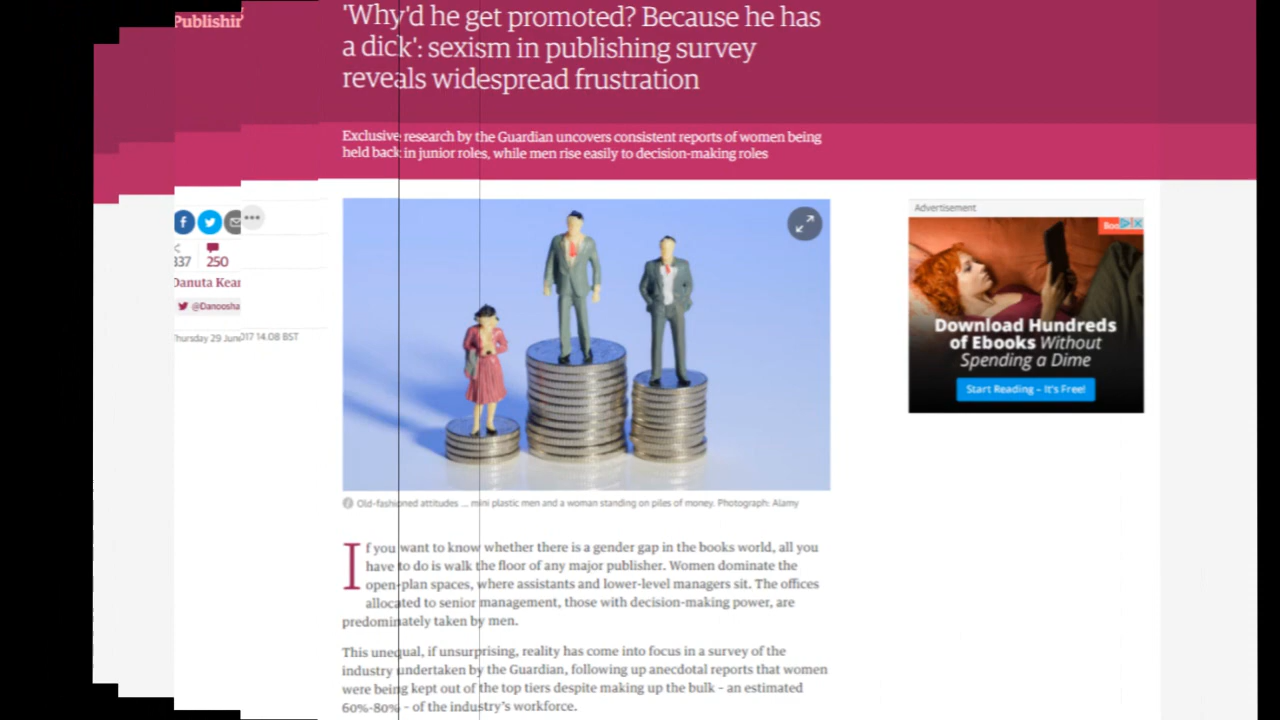 'Why'd he get promoted? Because he has
a dick': sexism in publishing survey
reveals widespread frustration
Exclusive research by the Guardian uncovers consistent reports of women being
held back in junior roles, while men rise easily to decision-making roles
250
@Danoosha
Thursday 29 June 2017 14.08 BST
Old-fashioned attitudes ... mini plastic men and a woman standing on piles of money. Photograph: Alamy
If you want to know whether there is a gender gap in the books world, all you
have to do is walk the floor of any major publisher. Women dominate the
open-plan spaces, where assistants and lower-level managers sit. The offices
allocated to senior management, those with decision-making power, are
predominately taken by men.
This unequal, if unsurprising, reality has come into focus in a survey of the
industry undertaken by the Guardian, following up anecdotal reports that women
were being kept out of the top tiers despite making up the bulk – an estimated
60%-80% – of the industry's workforce.
Advertisement
Download Hundreds
of Ebooks Without
Spending a Dime
Start Reading – It's Free!